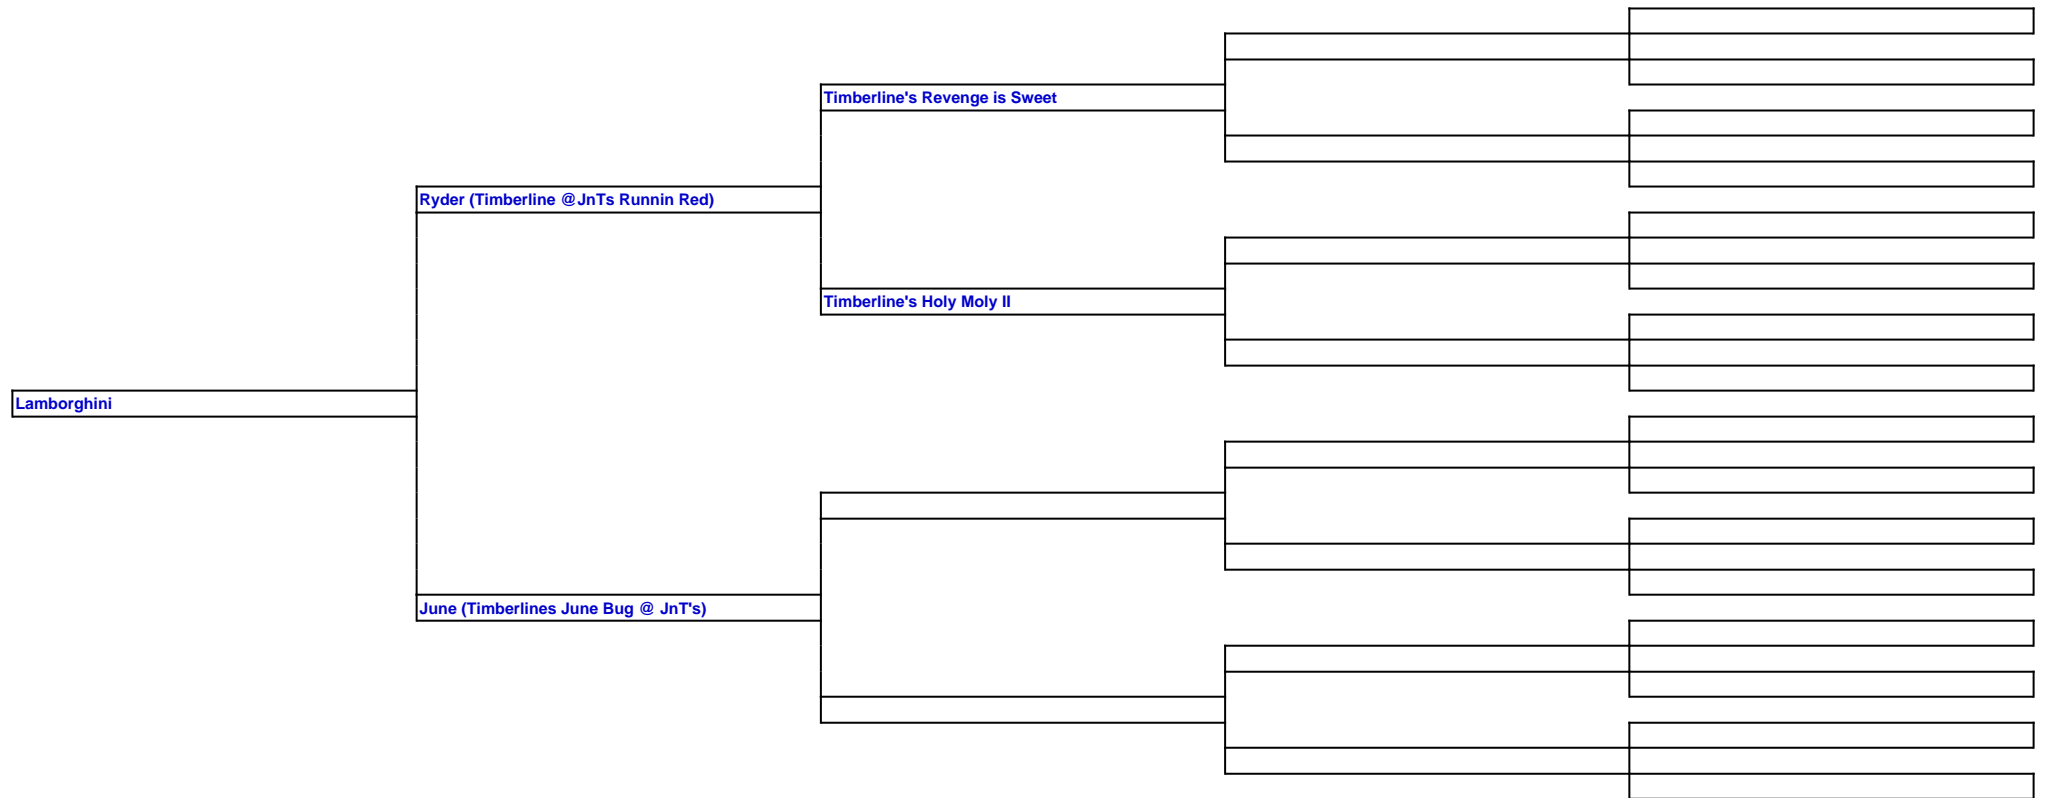 Timberline's Revenge is Sweet
Ryder (Timberline @JnTs Runnin Red)
Timberline's Holy Moly II
Lamborghini
June (Timberlines June Bug @ JnT's)